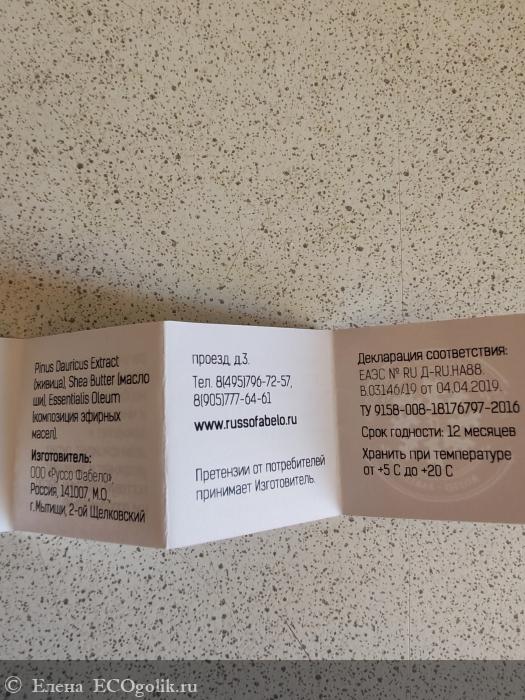 Pinus Dauricus Extract
(живица), Shea Butter (масло
ши), Essentialis Oleum
(композиция эфирных
масел).
Изготовитель:
ООО «Руссо Фабело»
Россия, 141007, М.О.,
г.Мытищи, 2-ой Щелковский
проезд, д.3.
Тел. 8(495)796-72-57,
8(905)777-64-61
www.russofabelo.ru
Претензии от потребителей
принимает Изготовитель.
Декларация соответствия:
ЕАЭС № RU Д-RU.НА88.
В.03146/19 от 04.04.2019.
ТУ 9158-008-18176797-2016
Срок годности: 12 месяцев
Хранить при температуре
от +5 С до +20 С
Елена ECOgolik.ru